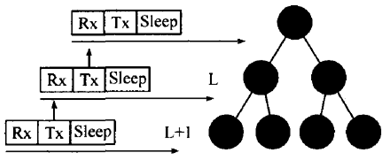 Rx Tx Sleep
Rx Tx Sleep L
Rx Tx Sleep L+1